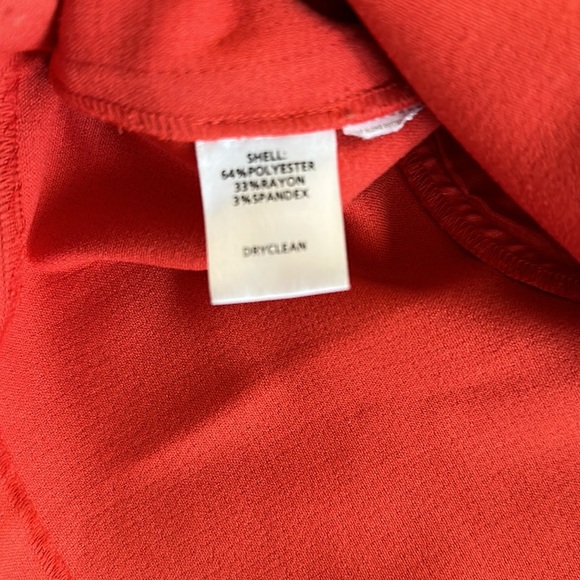 SHELL:
64%POLYESTER
33%RAYON
3%SPANDEX
DRYCLEAN